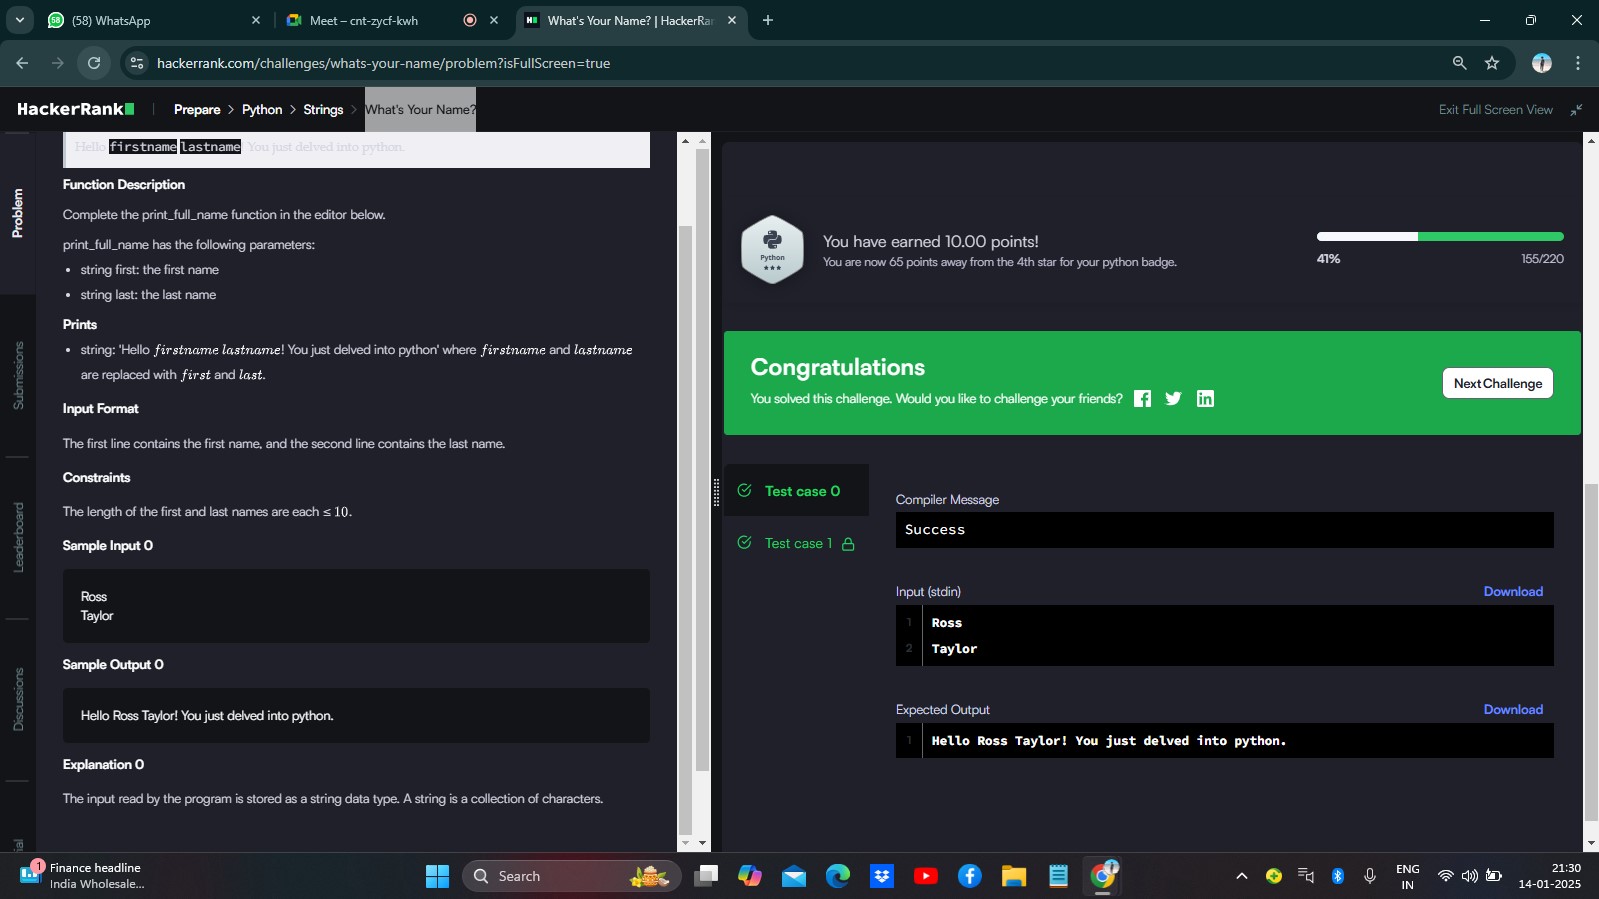 (58) WhatsApp
Meet – cnt-zycf-kwh
What's Your Name? | HackerRa
hackerrank.com/challenges/whats-your-name/problem?isFullScreen=true
HackerRank
Prepare > Python > Strings > What's Your Name?
Exit Full Screen View
Problem
Submissions
Leaderboard
Discussions
Hello firstname lastname! You just delved into python.
Function Description
Complete the print_full_name function in the editor below.
print_full_name has the following parameters:
• string first: the first name
• string last: the last name
Prints
• string: 'Hello firstname lastname! You just delved into python' where firstname and lastname
are replaced with first and last.
Input Format
The first line contains the first name, and the second line contains the last name.
Constraints
The length of the first and last names are each ≤ 10.
Sample Input 0
Ross
Taylor
Sample Output 0
Hello Ross Taylor! You just delved into python.
Explanation 0
The input read by the program is stored as a string data type. A string is a collection of characters.
Python
You have earned 10.00 points!
You are now 65 points away from the 4th star for your python badge.
41%
155/220
Congratulations
You solved this challenge. Would you like to challenge your friends?
Next Challenge
Test case 0
Test case 1
Compiler Message
Success
Input (stdin)
Download
1 Ross
2 Taylor
Expected Output
Download
1 Hello Ross Taylor! You just delved into python.
1
Finance headline
India Wholesale...
Search
ENG
IN
21:30
14-01-2025